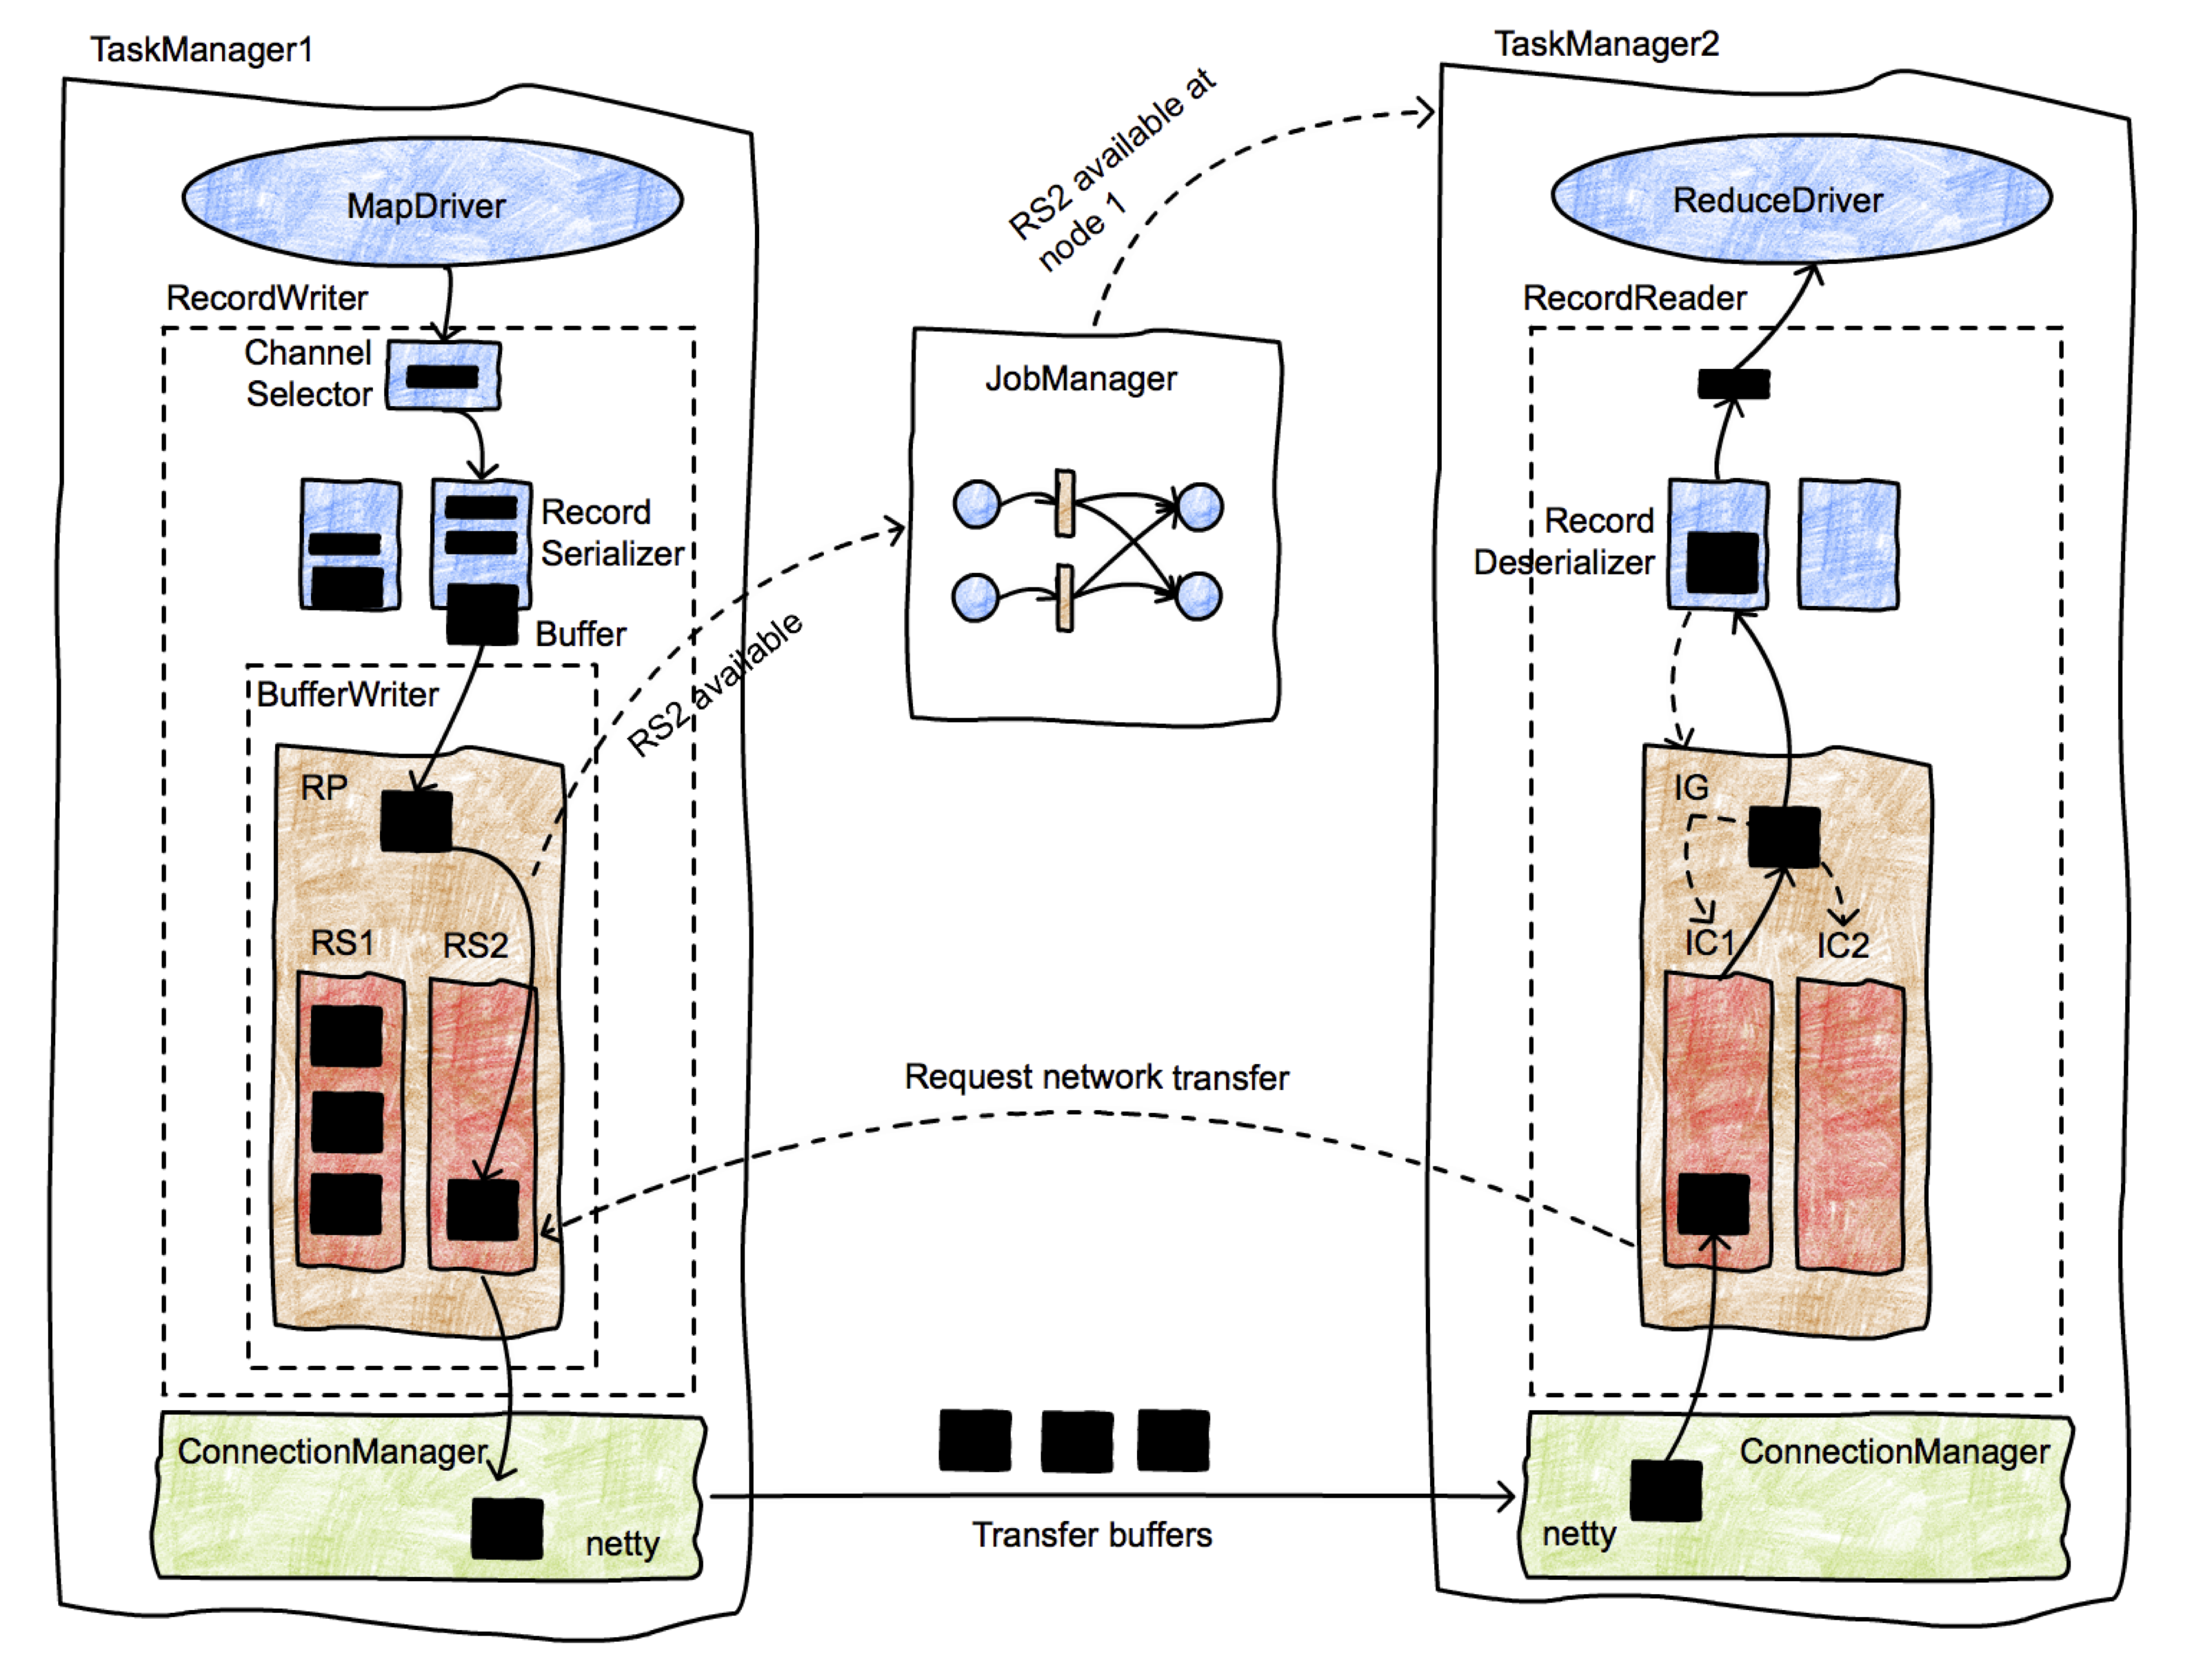 TaskManager1
MapDriver
RecordWriter
Channel
Selector
Record
Serializer
Buffer
BufferWriter
RP
RS1
RS2
ConnectionManager
netty
RS2 available
JobManager
RS2 available at
node 1
Request network transfer
Transfer buffers
TaskManager2
ReduceDriver
RecordReader
Record
Deserializer
IG
IC1
IC2
ConnectionManager
netty